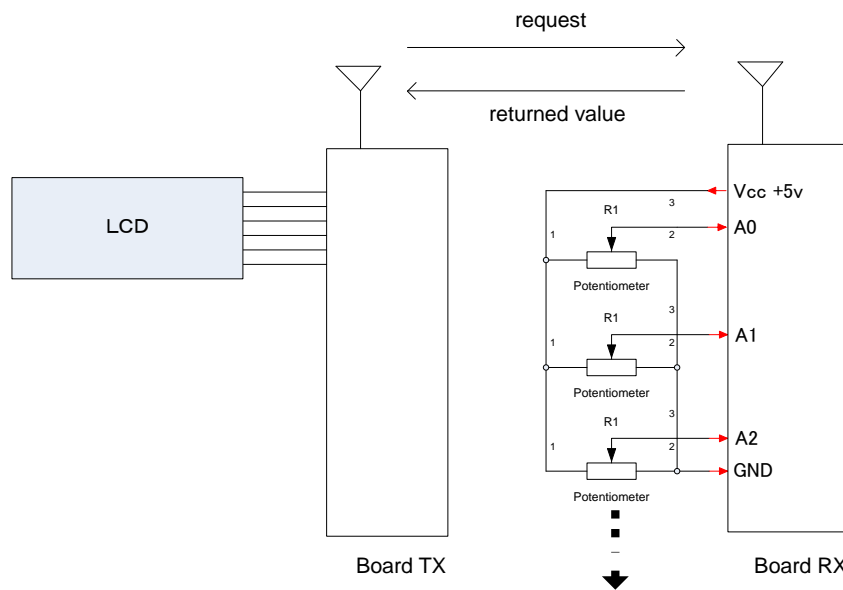 request
returned value
LCD
Vcc +5v
3
R1
A0
1
2
Potentiometer
3
R1
A1
1
2
Potentiometer
3
R1
A2
1
2
GND
Potentiometer
Board TX
Board RX